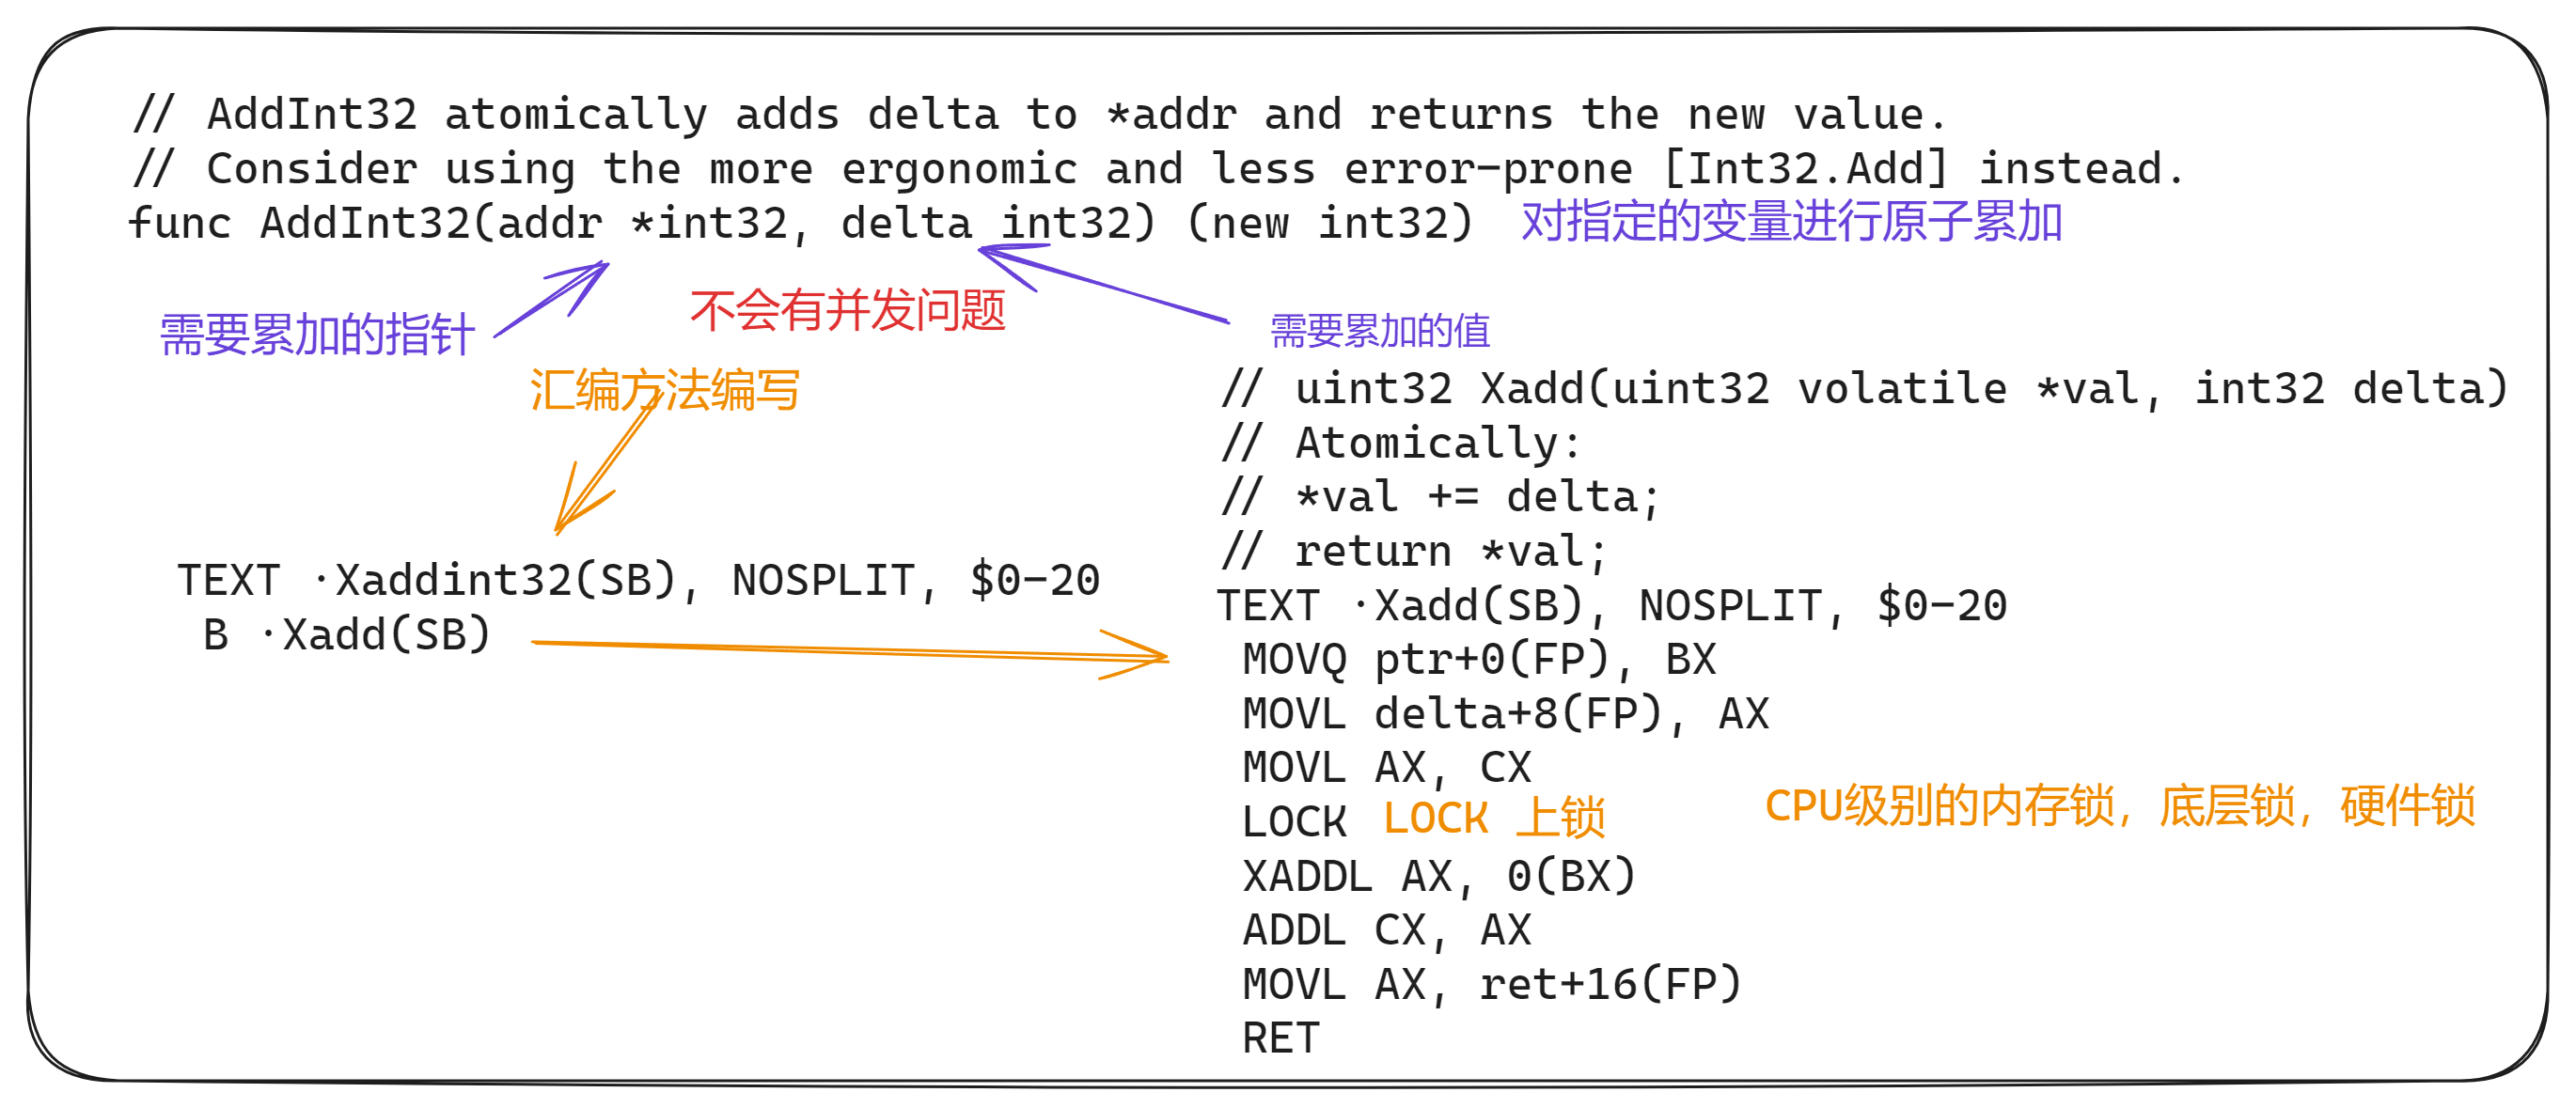 // AddInt32 atomically adds delta to *addr and returns the new value.
// Consider using the more ergonomic and less error-prone [Int32.Add] instead.
func AddInt32(addr *int32, delta int32) (new int32) 对指定的变量进行原子累加
需要累加的指针
不会有并发问题
需要累加的值
汇编方法编写
TEXT ·Xaddint32(SB), NOSPLIT, $0-20
B ·Xadd(SB)
// uint32 Xadd(uint32 volatile *val, int32 delta)
// Atomically:
// *val += delta;
// return *val;
TEXT ·Xadd(SB), NOSPLIT, $0-20
MOVQ ptr+0(FP), BX
MOVL delta+8(FP), AX
MOVL AX, CX
LOCK LOCK 上锁 CPU级别的内存锁，底层锁，硬件锁
XADDL AX, 0(BX)
ADDL CX, AX
MOVL AX, ret+16(FP)
RET